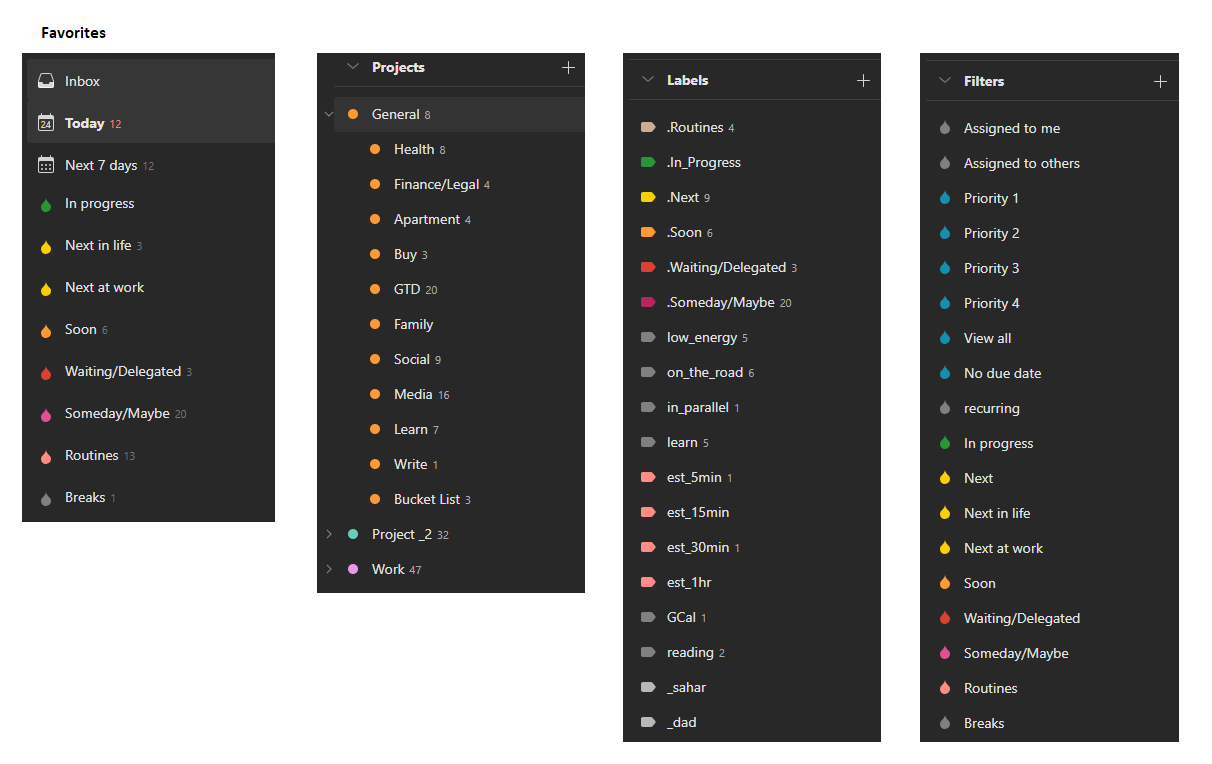 Favorites
Inbox
24
Today 12
Next 7 days 12
In progress
Next in life 3
Next at work
Soon 6
Waiting/Delegated 3
Someday/Maybe 20
Routines 13
Breaks 1
Projects
General 8
Health 8
Finance/Legal 4
Apartment 4
Buy 3
GTD 20
Family
Social 9
Media 16
Learn 7
Write 1
Bucket List 3
Project _2 32
Work 47
Labels
.Routines 4
.In_Progress
.Next 9
.Soon 6
.Waiting/Delegated 3
.Someday/Maybe 20
low_energy 5
on_the_road 6
in_parallel 1
learn 5
est_5min 1
est_15min
est_30min 1
est_1hr
GCal 1
reading 2
_sahar
_dad
Filters
Assigned to me
Assigned to others
Priority 1
Priority 2
Priority 3
Priority 4
View all
No due date
recurring
In progress
Next
Next in life
Next at work
Soon
Waiting/Delegated
Someday/Maybe
Routines
Breaks